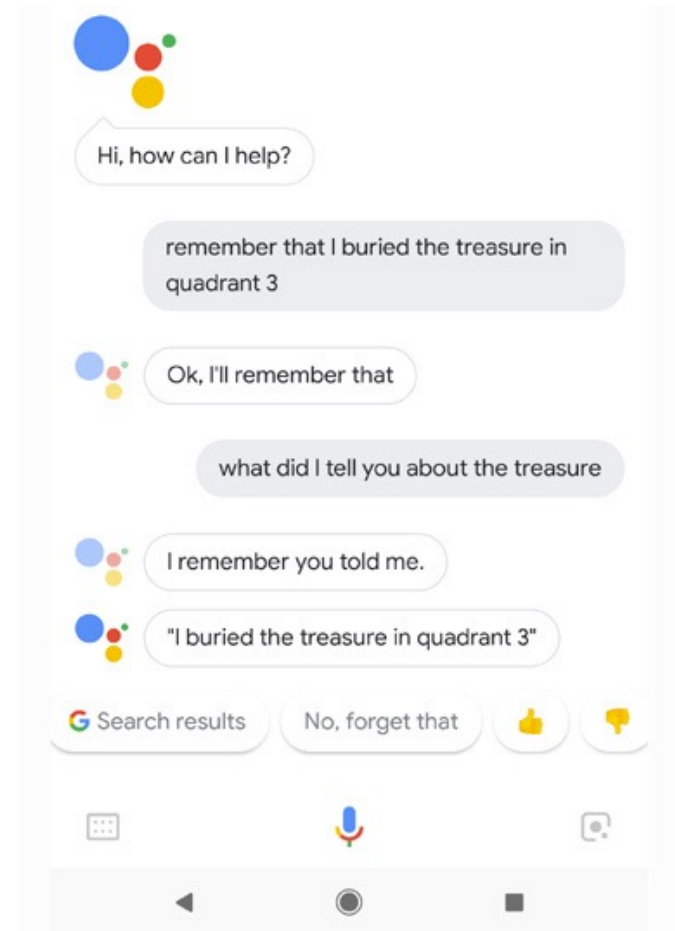 Hi, how can I help?
remember that I buried the treasure in
quadrant 3
Ok, I'll remember that
what did I tell you about the treasure
I remember you told me.
"I buried the treasure in quadrant 3"
G Search results No, forget that